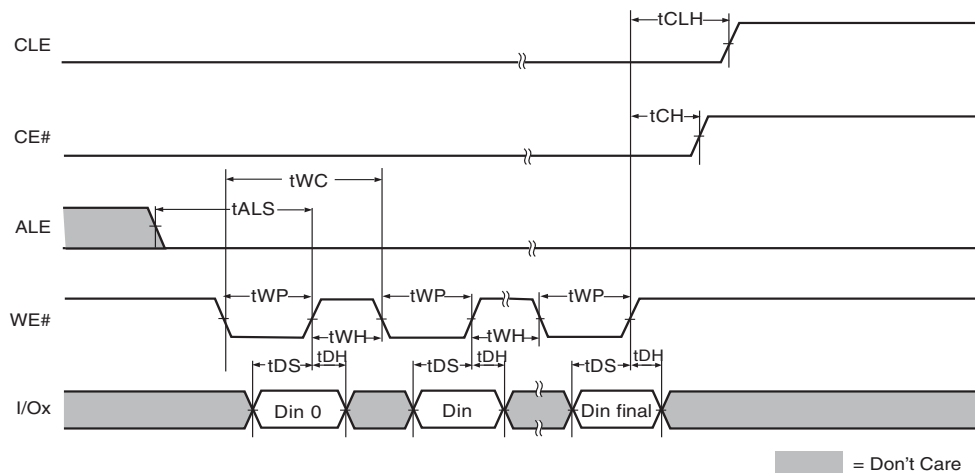 tCLH
CLE
tCH
CE#
tWC
tALS
ALE
tWP
tWP
tWP
WE#
tWH
tWH
tDS
tDH
tDS
tDH
tDS
tDH
I/Ox
Din 0
Din
Din final
= Don't Care